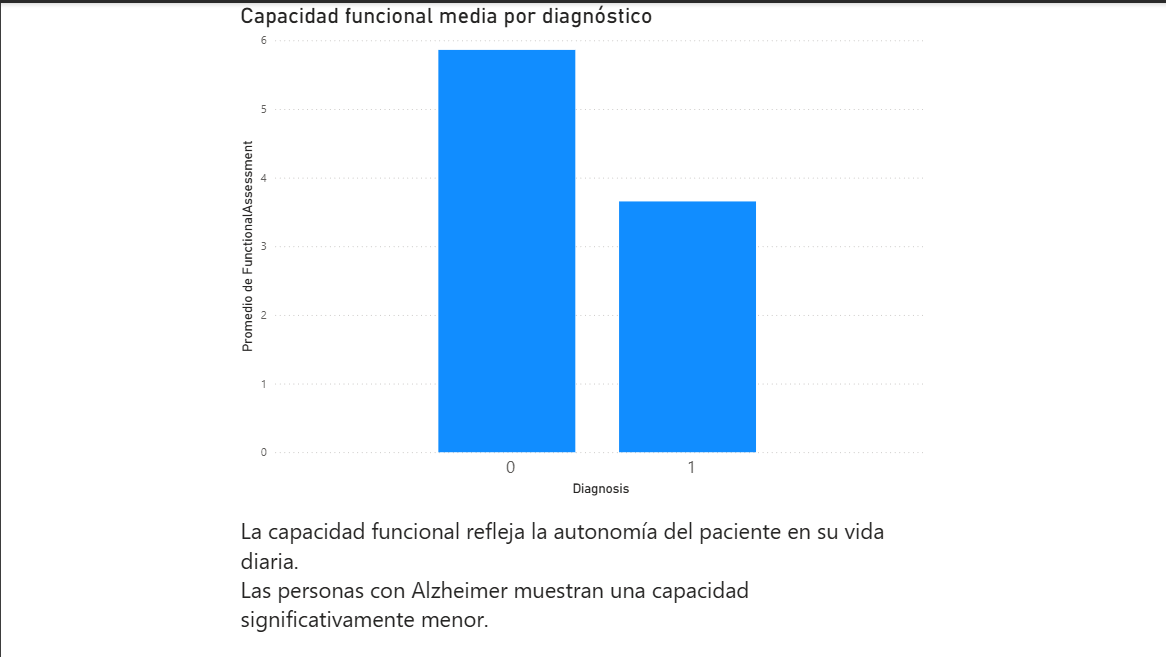 Capacidad funcional media por diagnóstico
6
5
4
3
2
1
0
Promedio de FunctionalAssessment
0
1
Diagnosis
La capacidad funcional refleja la autonomía del paciente en su vida
diaria.
Las personas con Alzheimer muestran una capacidad
significativamente menor.